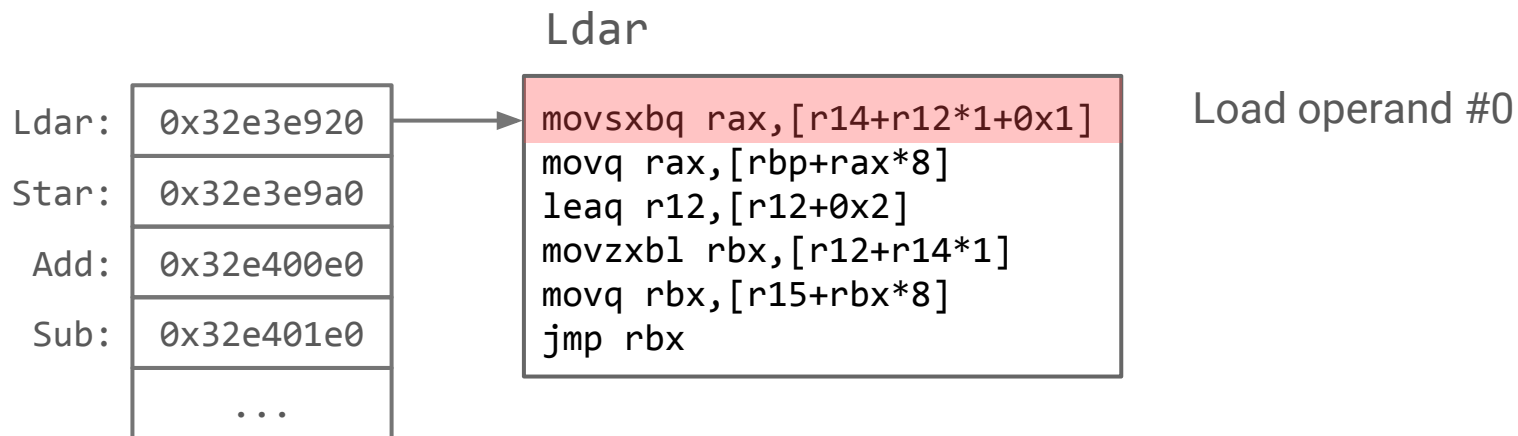 Ldar
Ldar: 0x32e3e920
Star: 0x32e3e9a0
Add: 0x32e400e0
Sub: 0x32e401e0
...
movsxbq rax,[r14+r12*1+0x1]
movq rax,[rbp+rax*8]
leaq r12,[r12+0x2]
movzxbl rbx,[r12+r14*1]
movq rbx,[r15+rbx*8]
jmp rbx
Load operand #0